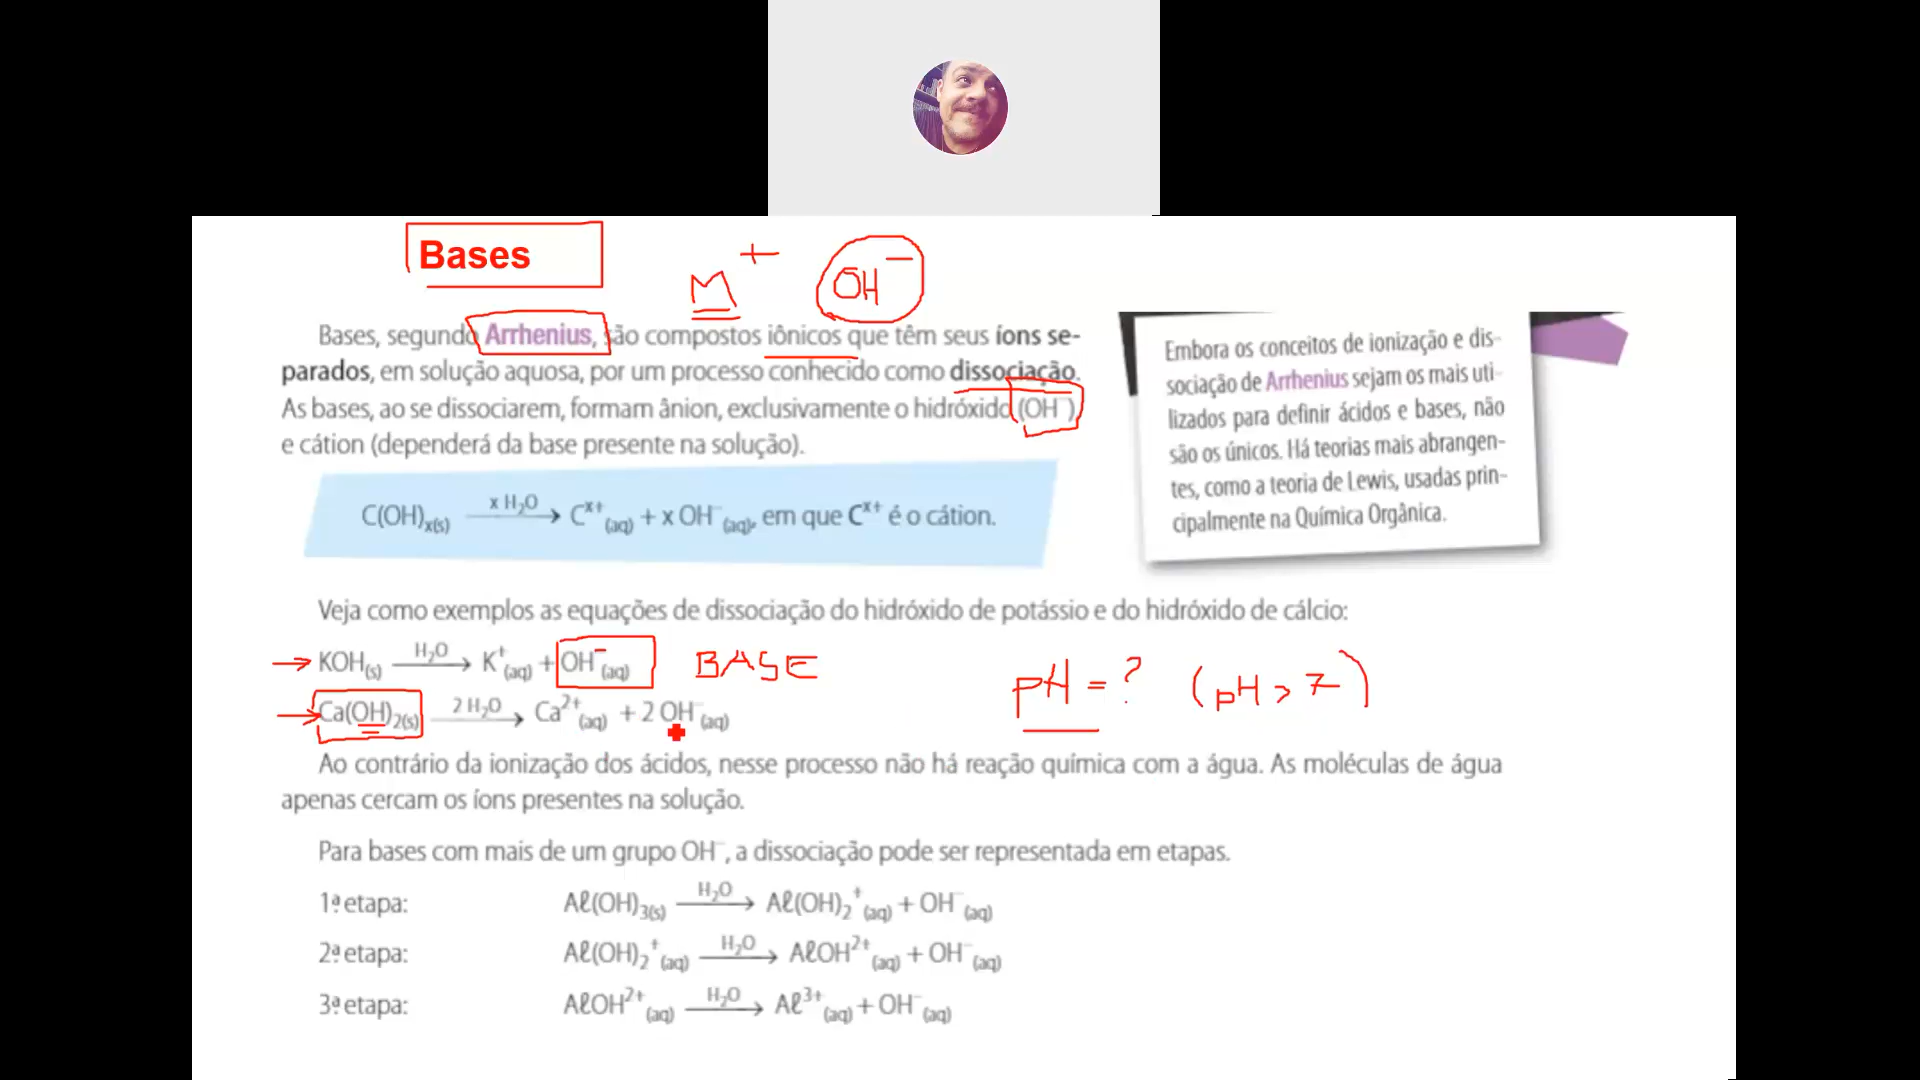 Bases
M⁺ OH⁻
Bases, segundo Arrhenius, são compostos iônicos que têm seus íons se-
parados, em solução aquosa, por um processo conhecido como dissociação.
As bases, ao se dissociarem, formam ânion, exclusivamente o hidróxido (OH⁻),
e cátion (dependerá da base presente na solução).
C(OH)ₓ₍ₛ₎ —x H₂O→ Cˣ⁺₍aq₎ + x OH⁻₍aq₎, em que Cˣ⁺ é o cátion.
Embora os conceitos de ionização e dis-
sociação de Arrhenius sejam os mais uti-
lizados para definir ácidos e bases, não
são os únicos. Há teorias mais abrangen-
tes, como a teoria de Lewis, usadas prin-
cipalmente na Química Orgânica.
Veja como exemplos as equações de dissociação do hidróxido de potássio e do hidróxido de cálcio:
→ KOH₍ₛ₎ —H₂O→ K⁺₍aq₎ + OH⁻₍aq₎ BASE
pH = ? (pH > 7)
→ Ca(OH)₂₍ₛ₎ —2 H₂O→ Ca²⁺₍aq₎ + 2 OH⁻₍aq₎
Ao contrário da ionização dos ácidos, nesse processo não há reação química com a água. As moléculas de água
apenas cercam os íons presentes na solução.
Para bases com mais de um grupo OH⁻, a dissociação pode ser representada em etapas.
1ª etapa: Aℓ(OH)₃₍ₛ₎ —H₂O→ Aℓ(OH)₂⁺₍aq₎ + OH⁻₍aq₎
2ª etapa: Aℓ(OH)₂⁺₍aq₎ —H₂O→ AℓOH²⁺₍aq₎ + OH⁻₍aq₎
3ª etapa: AℓOH²⁺₍aq₎ —H₂O→ Aℓ³⁺₍aq₎ + OH⁻₍aq₎